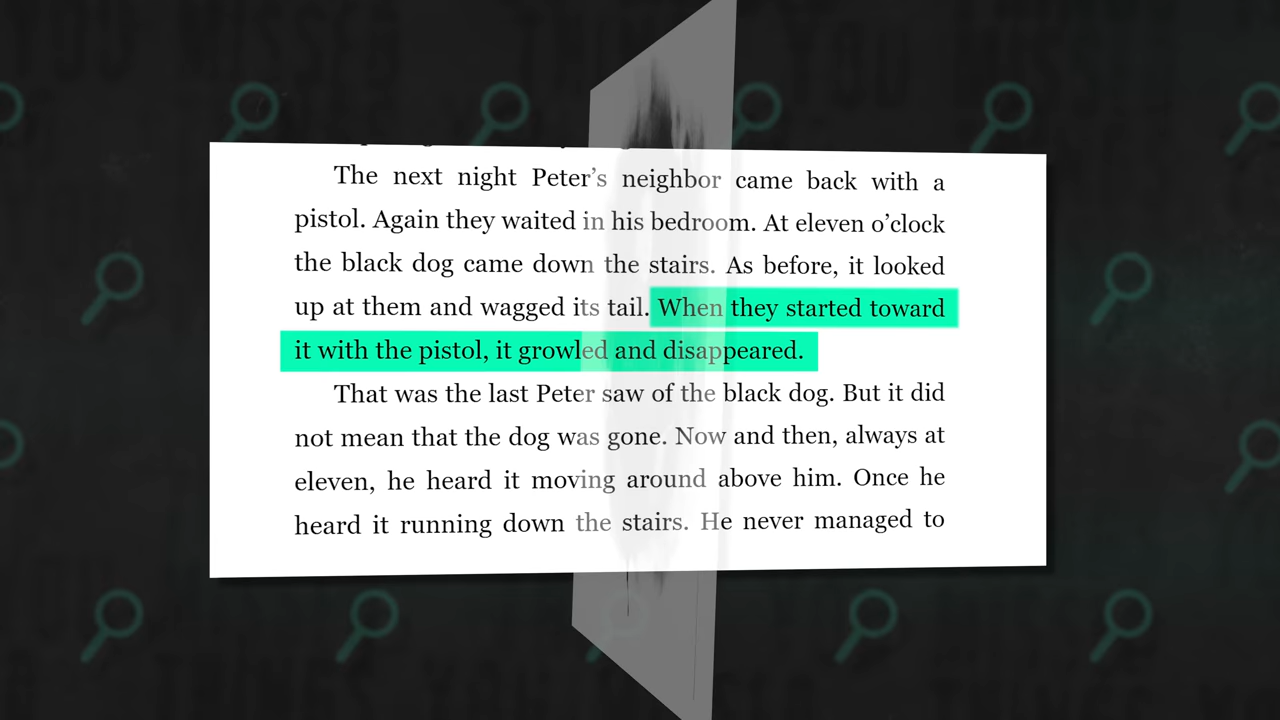 The next night Peter’s neighbor came back with a
pistol. Again they waited in his bedroom. At eleven o’clock
the black dog came down the stairs. As before, it looked
up at them and wagged its tail. When they started toward
it with the pistol, it growled and disappeared.
That was the last Peter saw of the black dog. But it did
not mean that the dog was gone. Now and then, always at
eleven, he heard it moving around above him. Once he
heard it running down the stairs. He never managed to